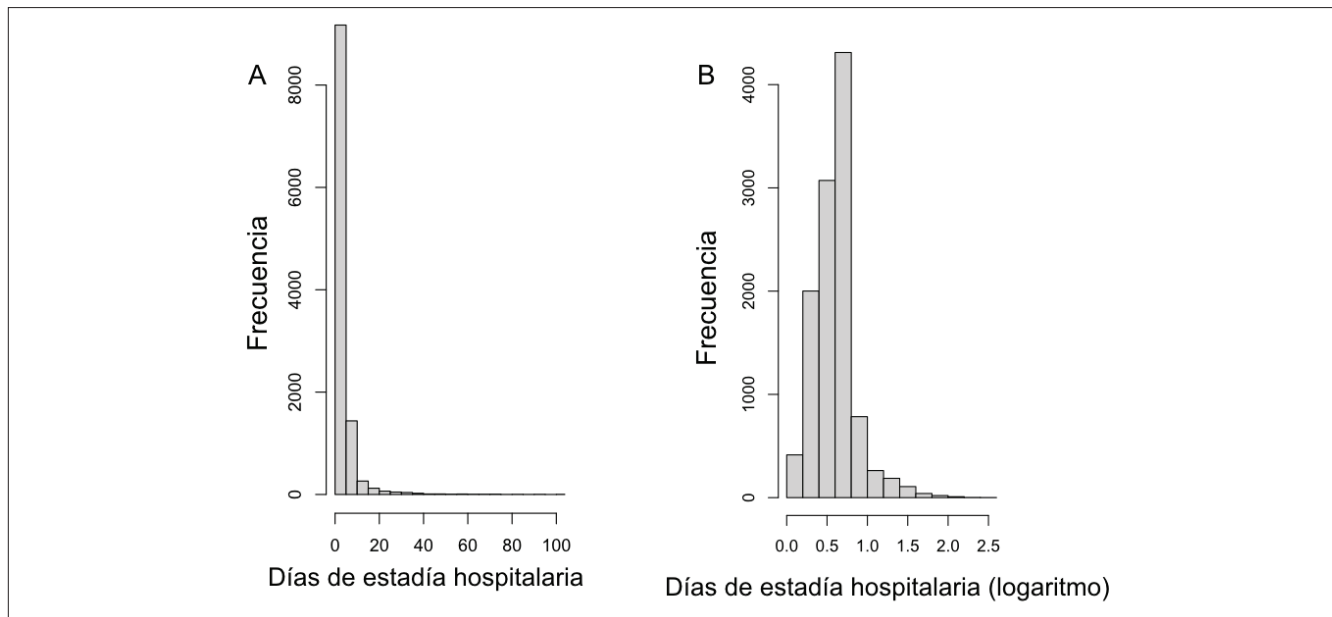 A
Frecuencia
0
2000
4000
6000
8000
0 20 40 60 80 100
Días de estadía hospitalaria
B
Frecuencia
0
1000
2000
3000
4000
0.0 0.5 1.0 1.5 2.0 2.5
Días de estadía hospitalaria (logaritmo)